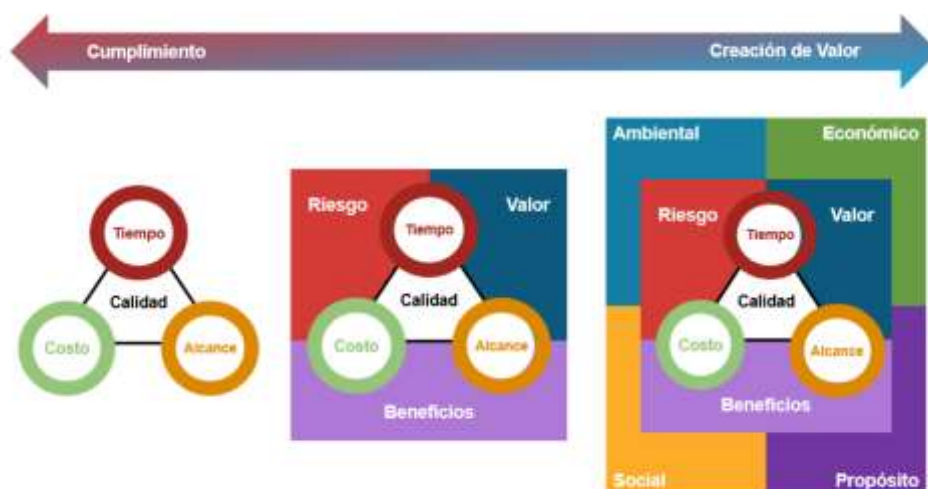 Cumplimiento
Creación de Valor
Tiempo
Calidad
Costo
Alcance
Riesgo
Valor
Tiempo
Calidad
Costo
Alcance
Beneficios
Ambiental
Económico
Riesgo
Valor
Tiempo
Calidad
Costo
Alcance
Beneficios
Social
Propósito